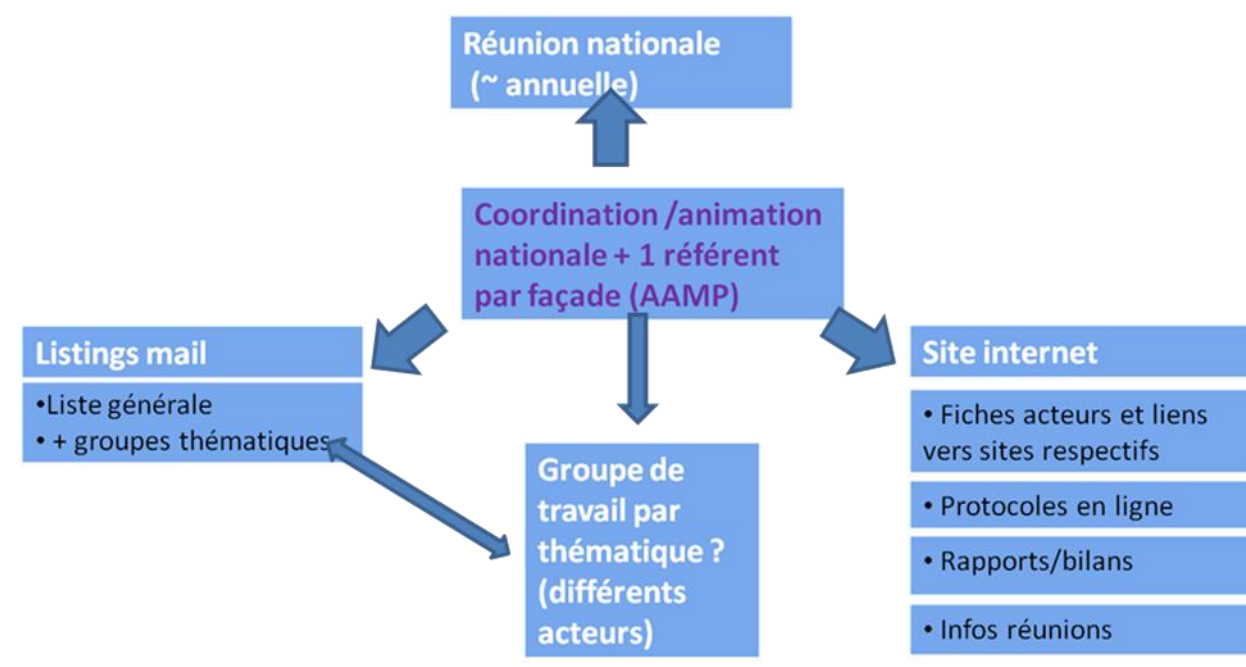 Réunion nationale
(~ annuelle)
Coordination /animation
nationale + 1 référent
par façade (AAMP)
Listings mail
•Liste générale
• + groupes thématiques
Groupe de
travail par
thématique ?
(différents
acteurs)
Site internet
• Fiches acteurs et liens
vers sites respectifs
• Protocoles en ligne
• Rapports/bilans
• Infos réunions